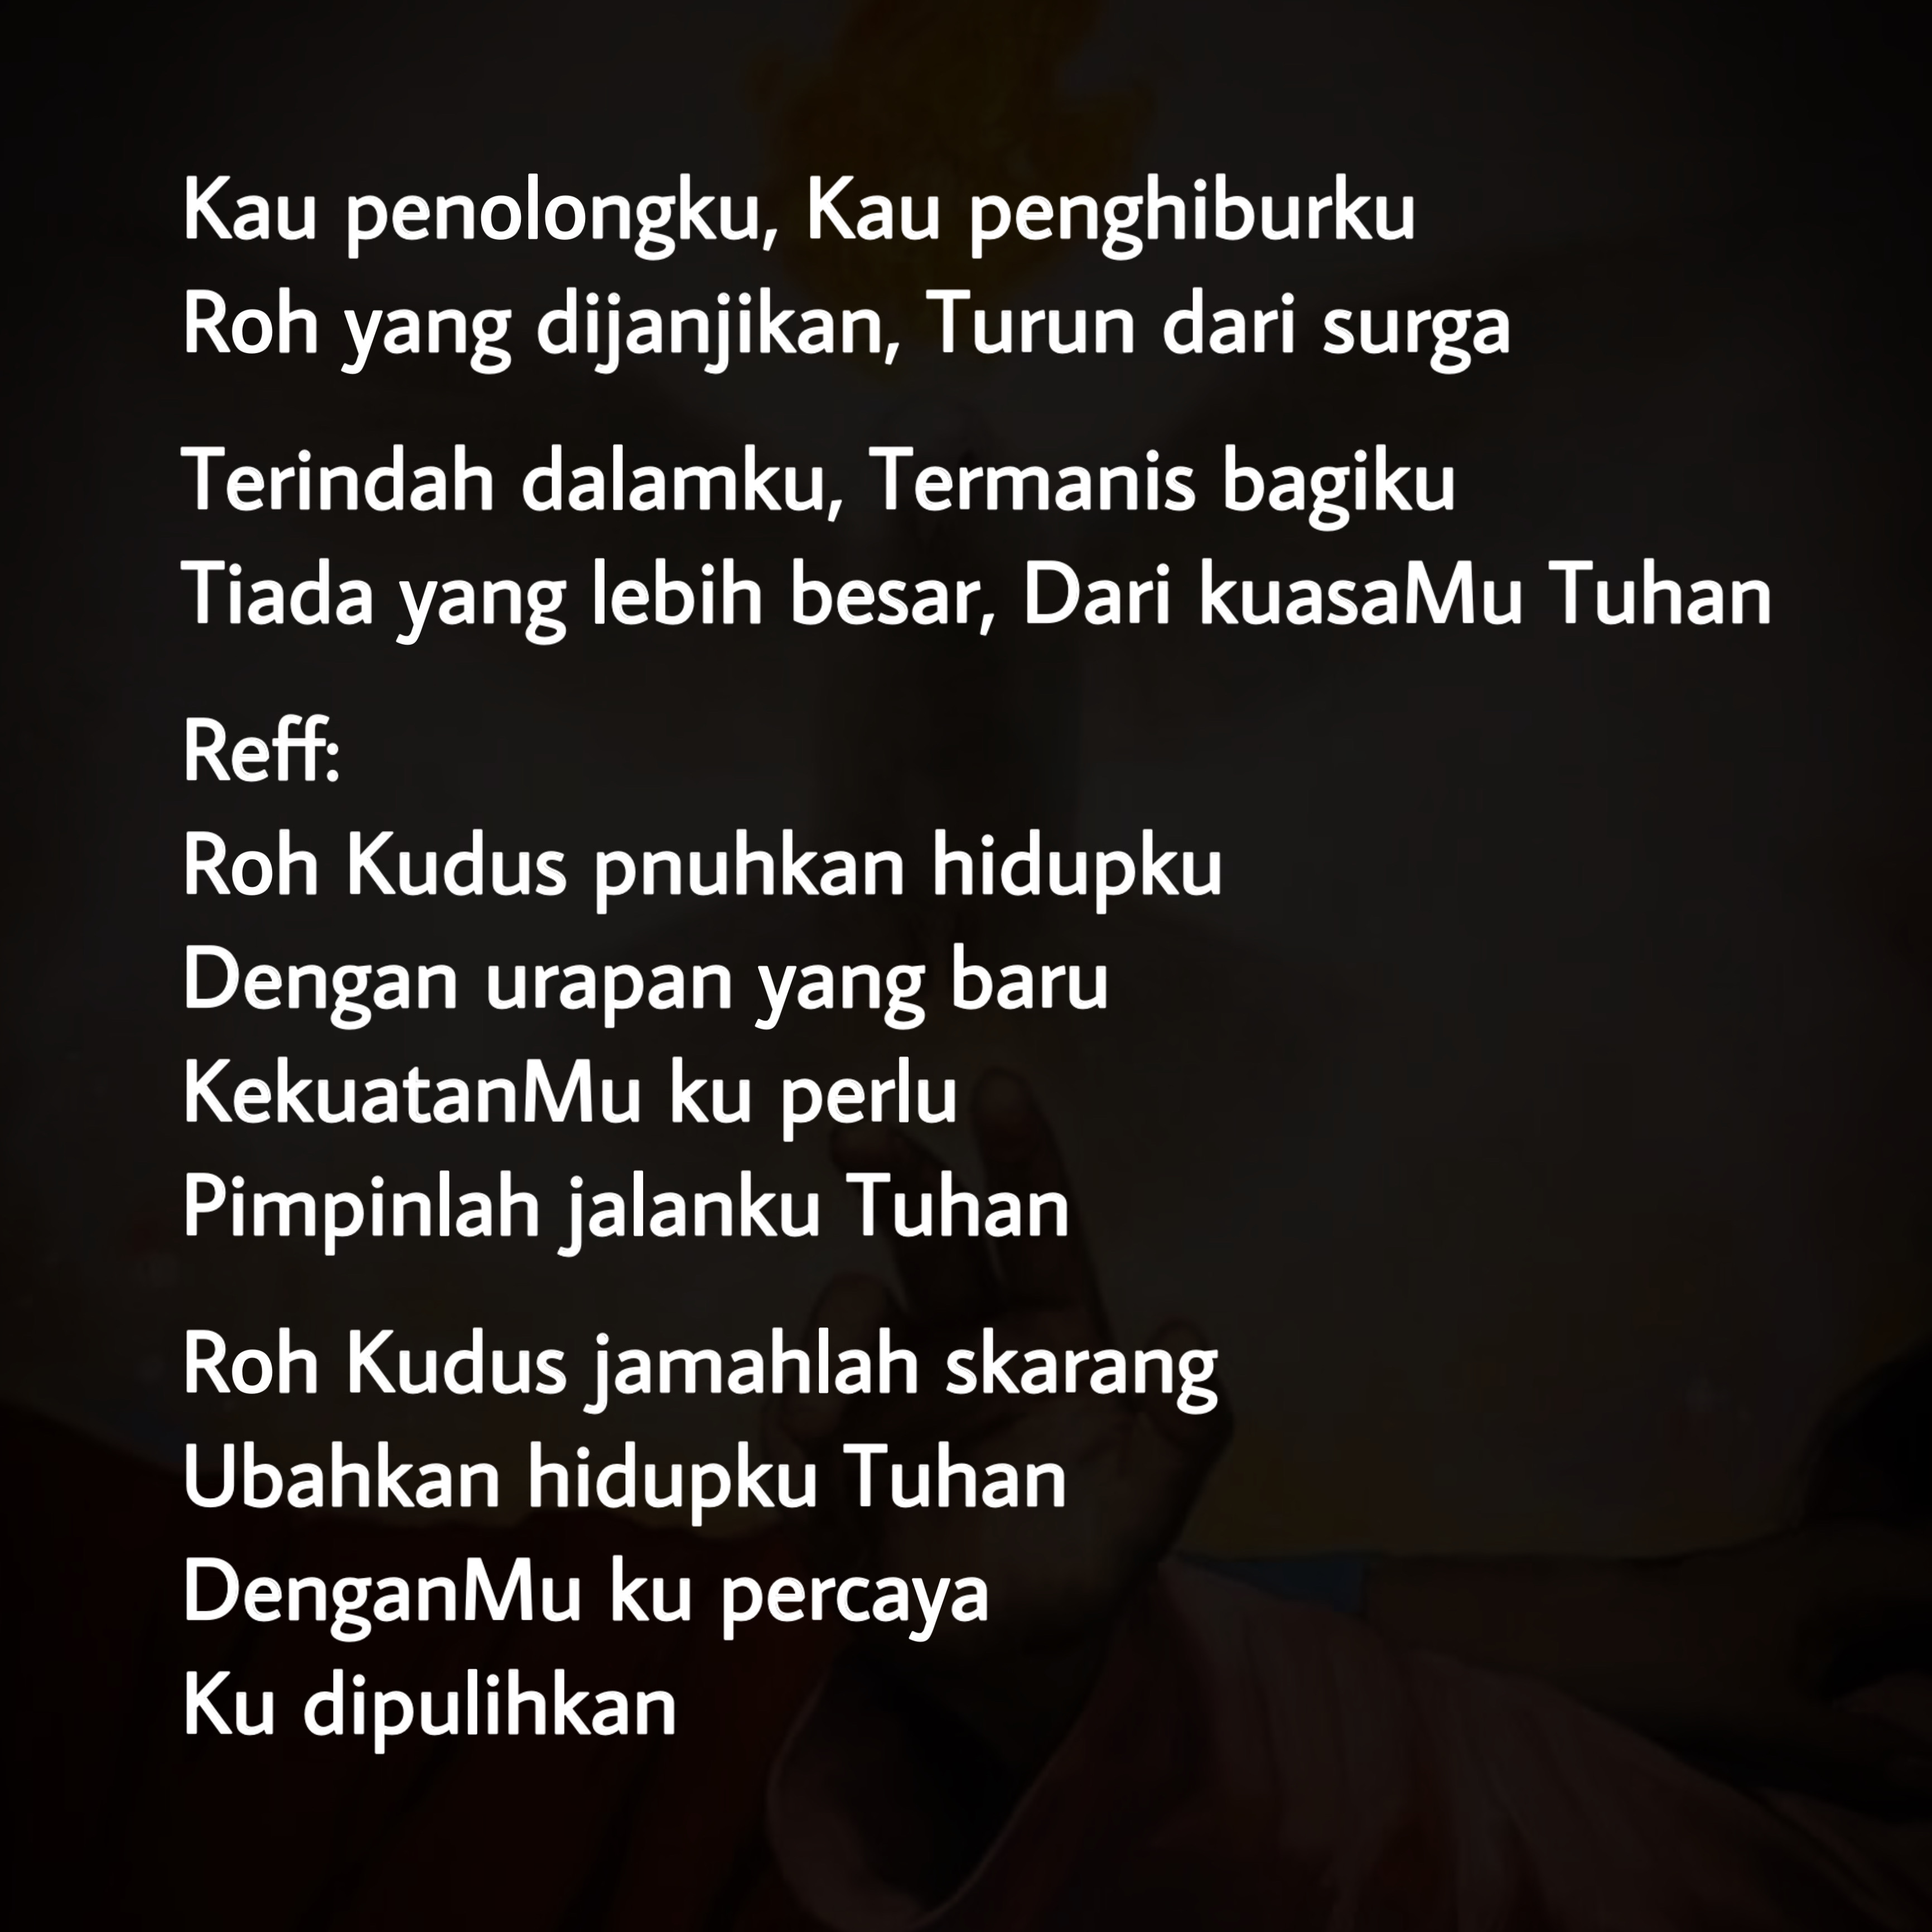 Kau penolongku, Kau penghiburku
Roh yang dijanjikan, Turun dari surga
Terindah dalamku, Termanis bagiku
Tiada yang lebih besar, Dari kuasaMu Tuhan
Reff:
Roh Kudus pnuhkan hidupku
Dengan urapan yang baru
KekuatanMu ku perlu
Pimpinlah jalanku Tuhan
Roh Kudus jamahlah skarang
Ubahkan hidupku Tuhan
DenganMu ku percaya
Ku dipulihkan